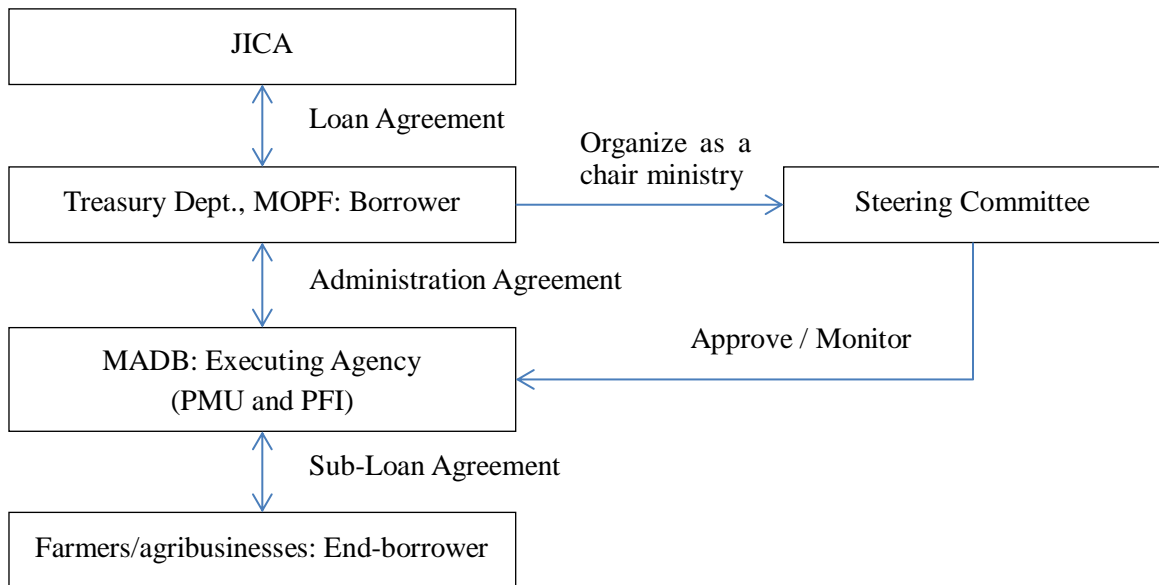 JICA
Loan Agreement
Organize as a
chair ministry
Treasury Dept., MOPF: Borrower
Steering Committee
Administration Agreement
Approve / Monitor
MADB: Executing Agency
(PMU and PFI)
Sub-Loan Agreement
Farmers/agribusinesses: End-borrower